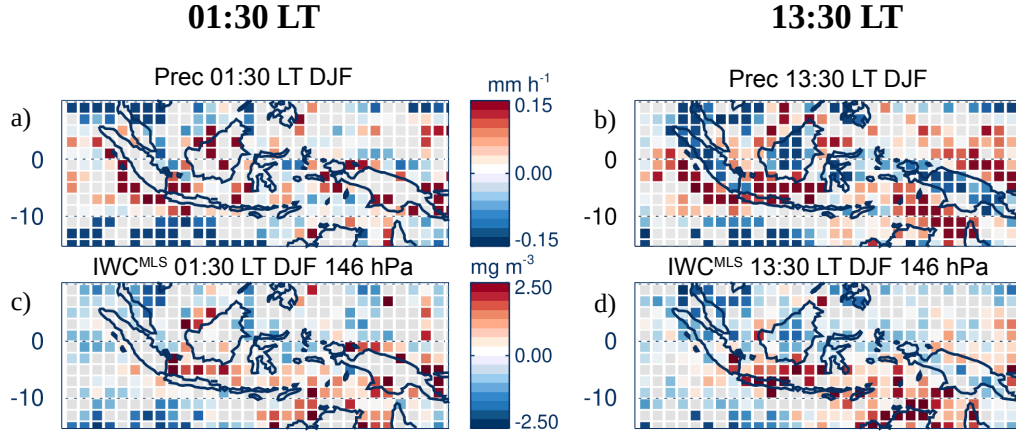 01:30 LT 13:30 LT
Prec 01:30 LT DJF mm h⁻¹ Prec 13:30 LT DJF
a) 0.15 b)
0 0.00 0
-10 -0.15 -10
IWCᴹᴸˢ 01:30 LT DJF 146 hPa mg m⁻³ IWCᴹᴸˢ 13:30 LT DJF 146 hPa
c) 2.50 d)
0 0.00 0
-10 -2.50 -10